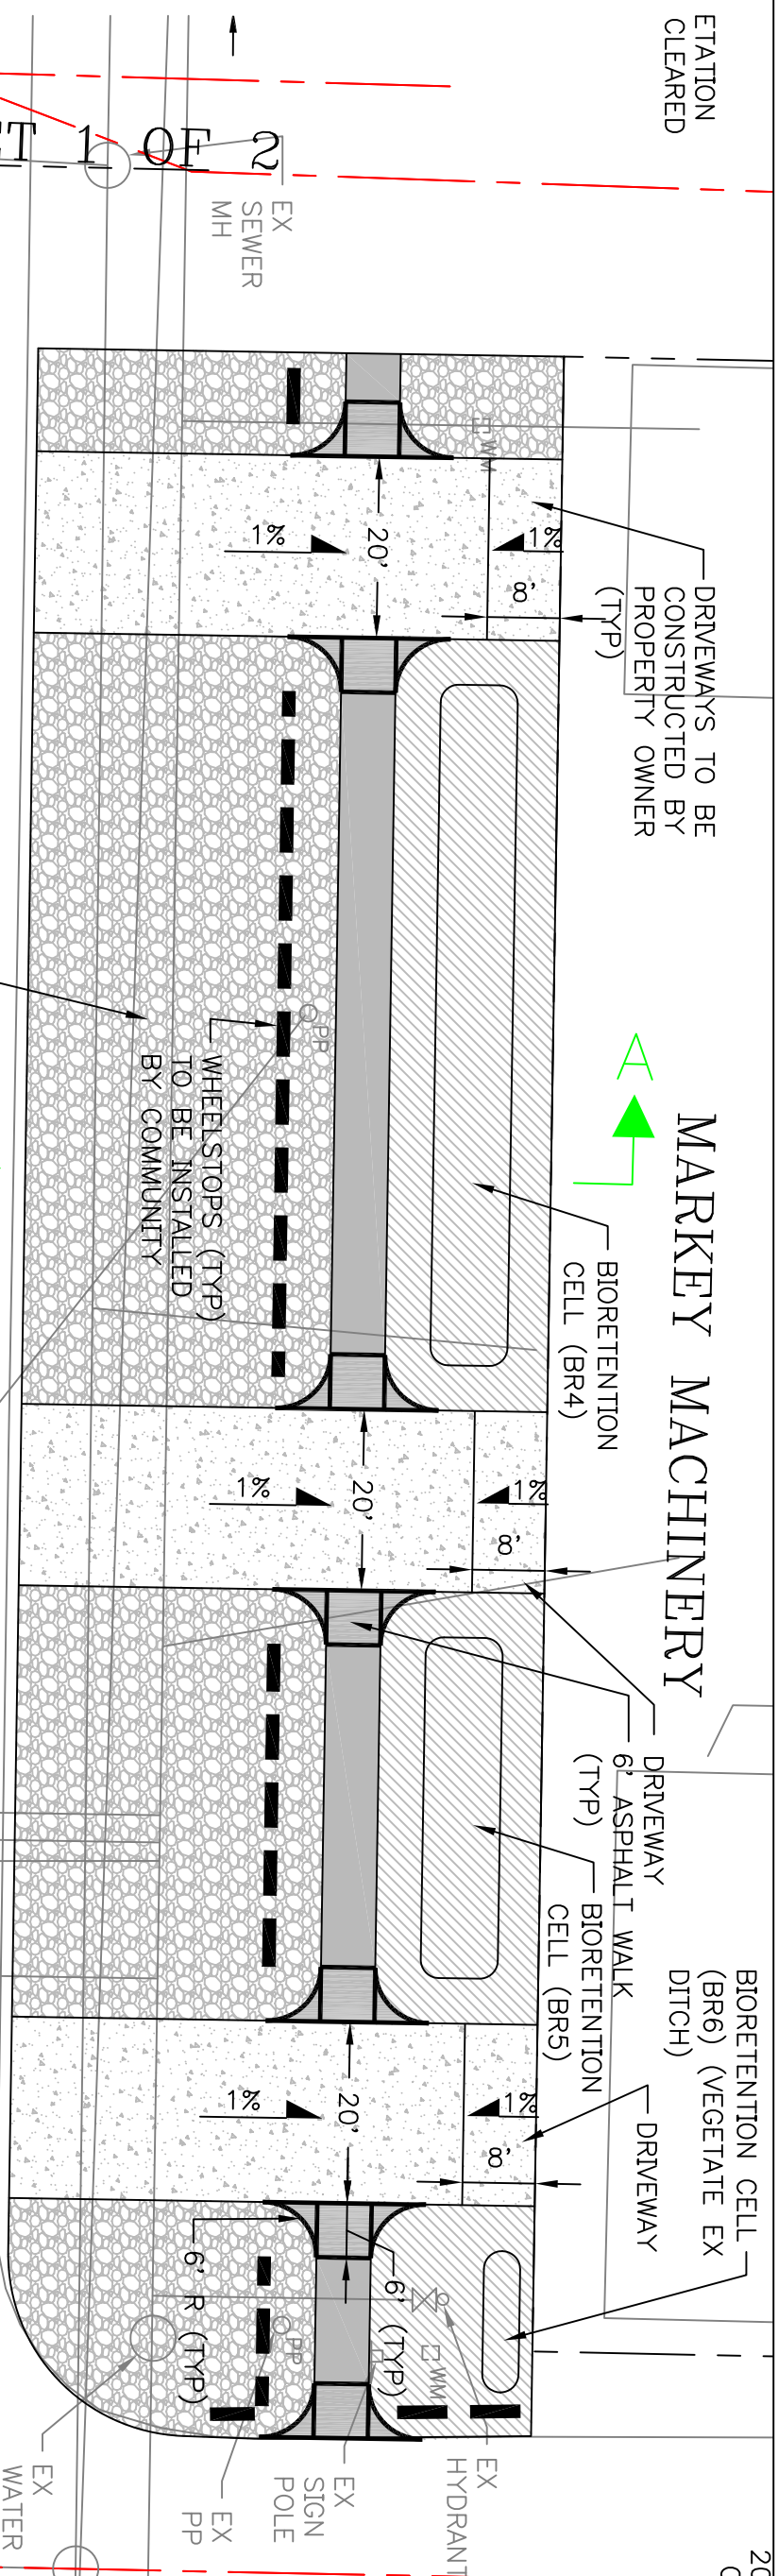 ETATION
CLEARED
CT 1 OF 2
EX
SEWER
MH
WM
1%
20'
1%
8'
DRIVEWAYS TO BE
CONSTRUCTED BY
PROPERTY OWNER
(TYP)
A
MARKEY MACHINERY
PP
WHEELSTOPS (TYP)
TO BE INSTALLED
BY COMMUNITY
BIORETENTION
CELL (BR4)
1%
20'
1%
8'
DRIVEWAY
6' ASPHALT WALK
(TYP)
BIORETENTION
CELL (BR5)
BIORETENTION CELL
(BR6) (VEGETATE EX
DITCH)
DRIVEWAY
1%
20'
1%
8'
6' R (TYP)
6' (TYP)
PP
WM
EX
HYDRANT
EX
SIGN
POLE
EX
PP
EX
WATER
20